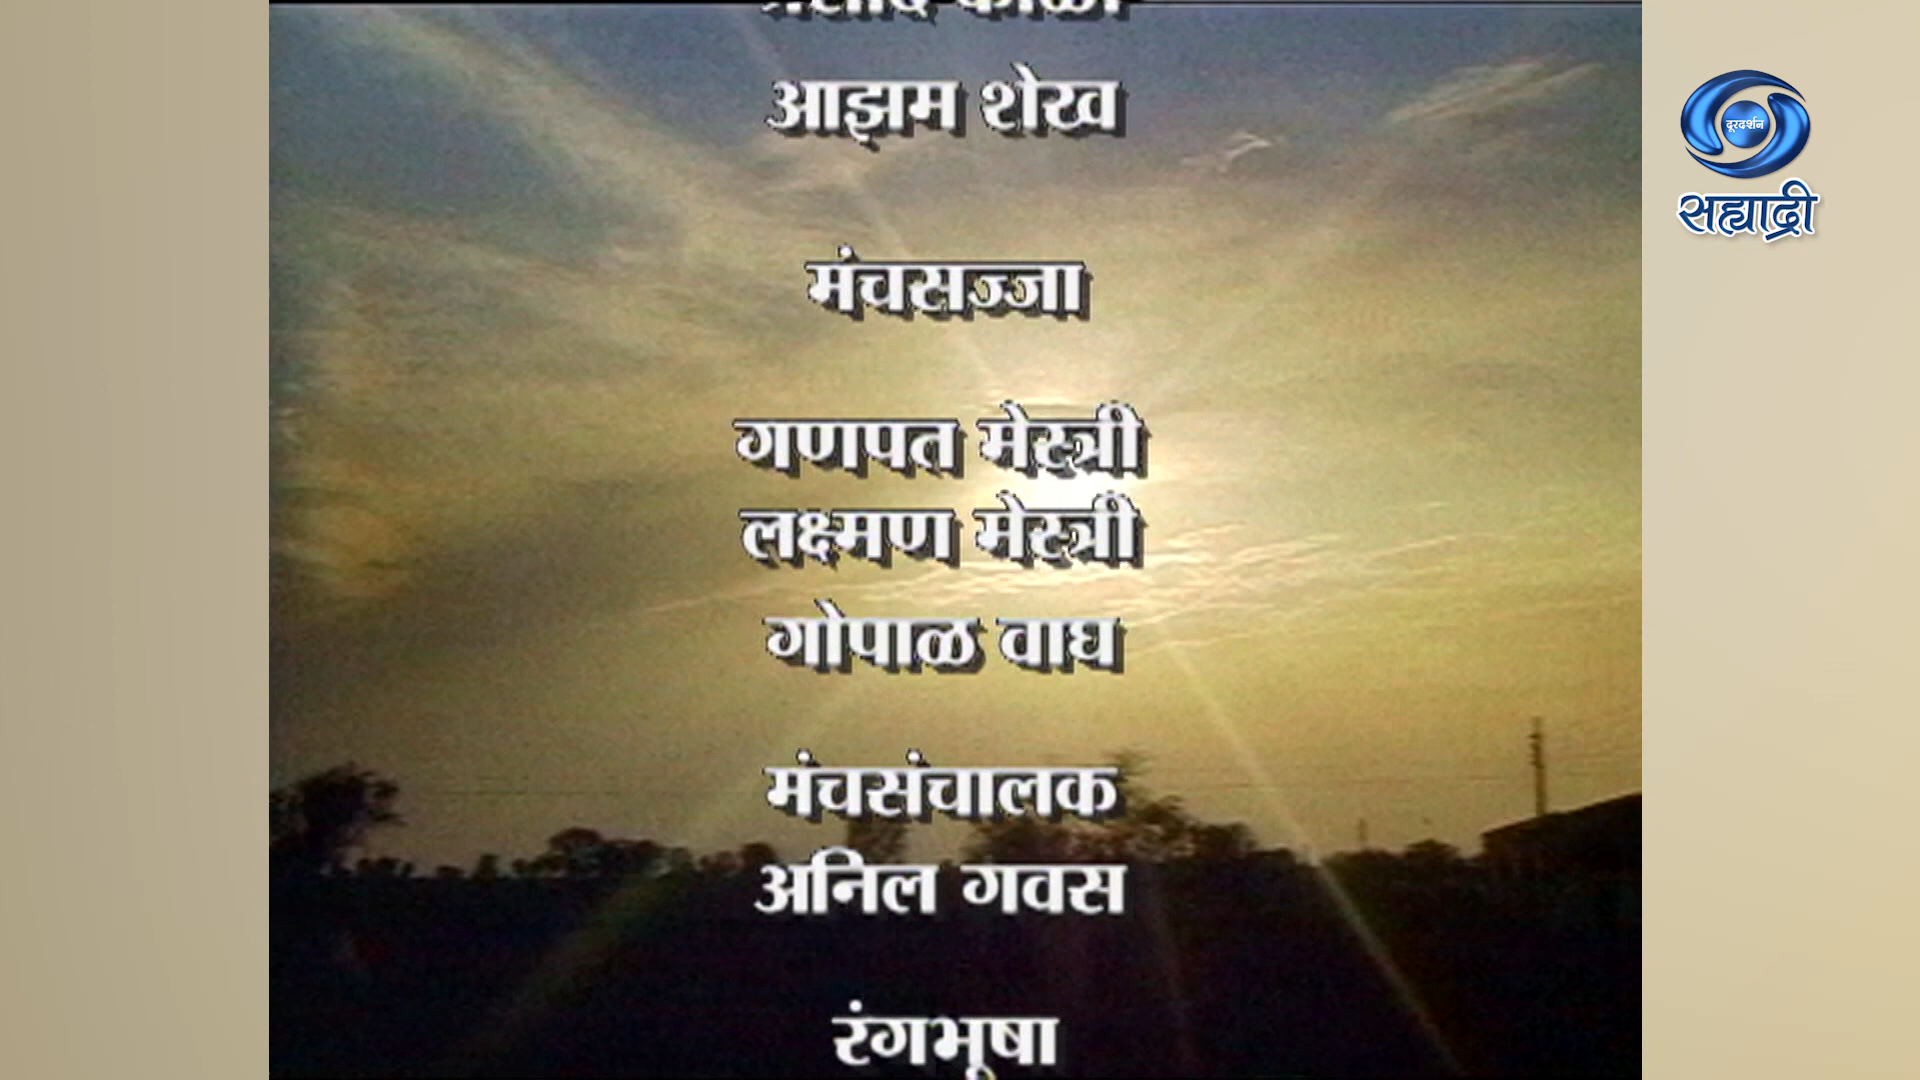 आझम शेख
मंचसज्जा
गणपत मेस्त्री
लक्ष्मण मेस्त्री
गोपाळ वाघ
मंचसंचालक
अनिल गवस
रंगभूषा
दूरदर्शन
सह्याद्री